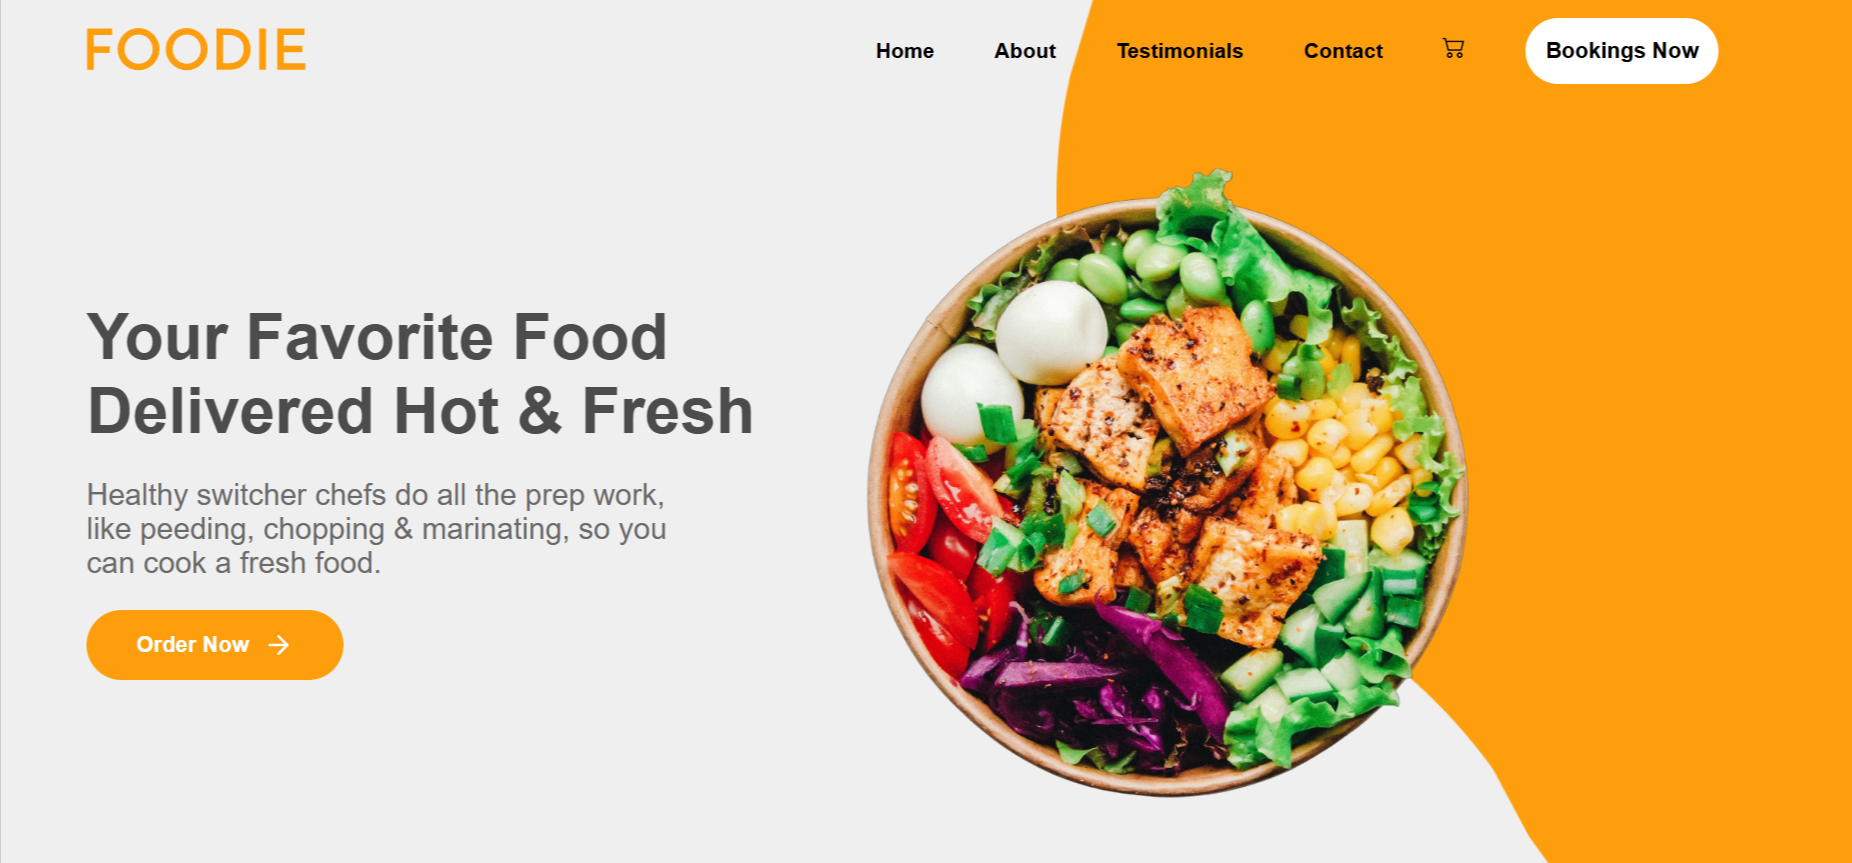 FOODIE
Home About Testimonials Contact Bookings Now
Your Favorite Food
Delivered Hot & Fresh
Healthy switcher chefs do all the prep work,
like peeding, chopping & marinating, so you
can cook a fresh food.
Order Now